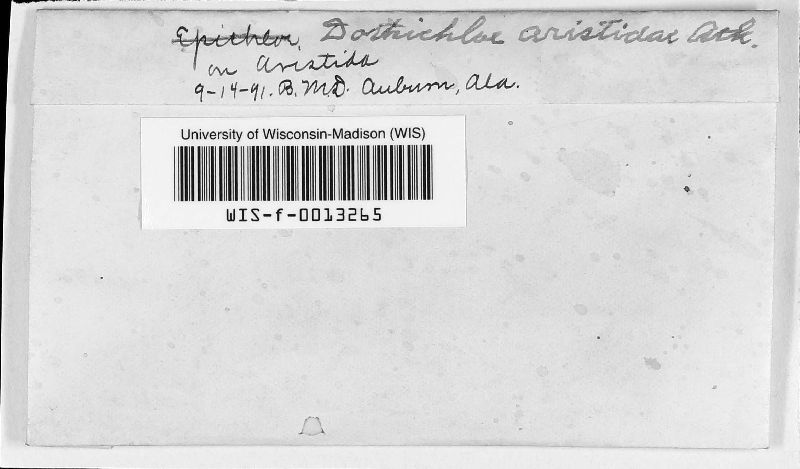 Epichloe, Dothichloe aristidae Atk.
on Aristida
9-14-91. B.M.D. Auburn, Ala.
University of Wisconsin-Madison (WIS)
WIS-f-0013265